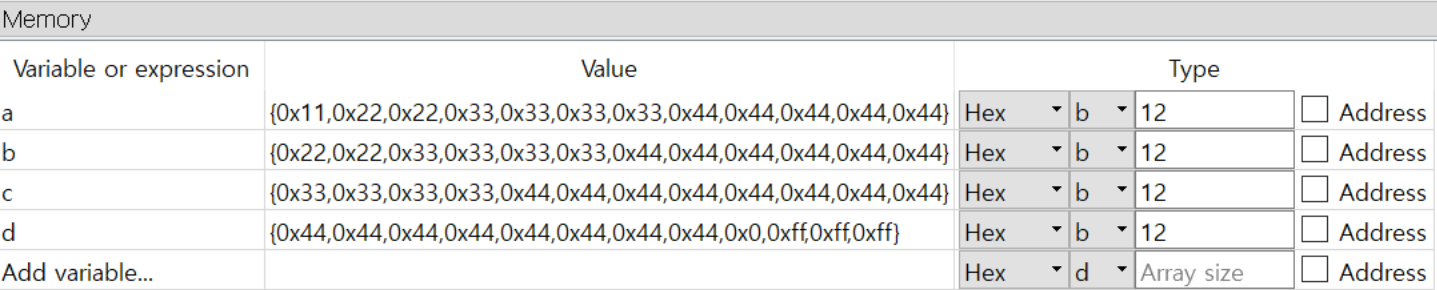 Memory
Variable or expression Value Type
a {0x11,0x22,0x22,0x33,0x33,0x33,0x33,0x44,0x44,0x44,0x44,0x44} Hex b 12 Address
b {0x22,0x22,0x33,0x33,0x33,0x33,0x44,0x44,0x44,0x44,0x44,0x44} Hex b 12 Address
c {0x33,0x33,0x33,0x33,0x44,0x44,0x44,0x44,0x44,0x44,0x44,0x44} Hex b 12 Address
d {0x44,0x44,0x44,0x44,0x44,0x44,0x44,0x44,0x0,0xff,0xff,0xff} Hex b 12 Address
Add variable... Hex d Array size Address